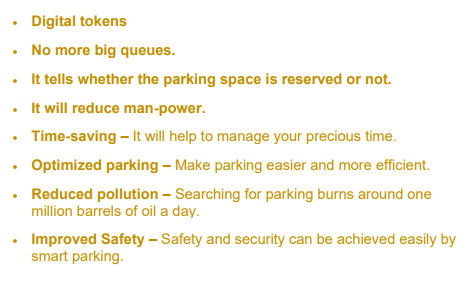 • Digital tokens
• No more big queues.
• It tells whether the parking space is reserved or not.
• It will reduce man-power.
• Time-saving – It will help to manage your precious time.
• Optimized parking – Make parking easier and more efficient.
• Reduced pollution – Searching for parking burns around one
million barrels of oil a day.
• Improved Safety – Safety and security can be achieved easily by
smart parking.